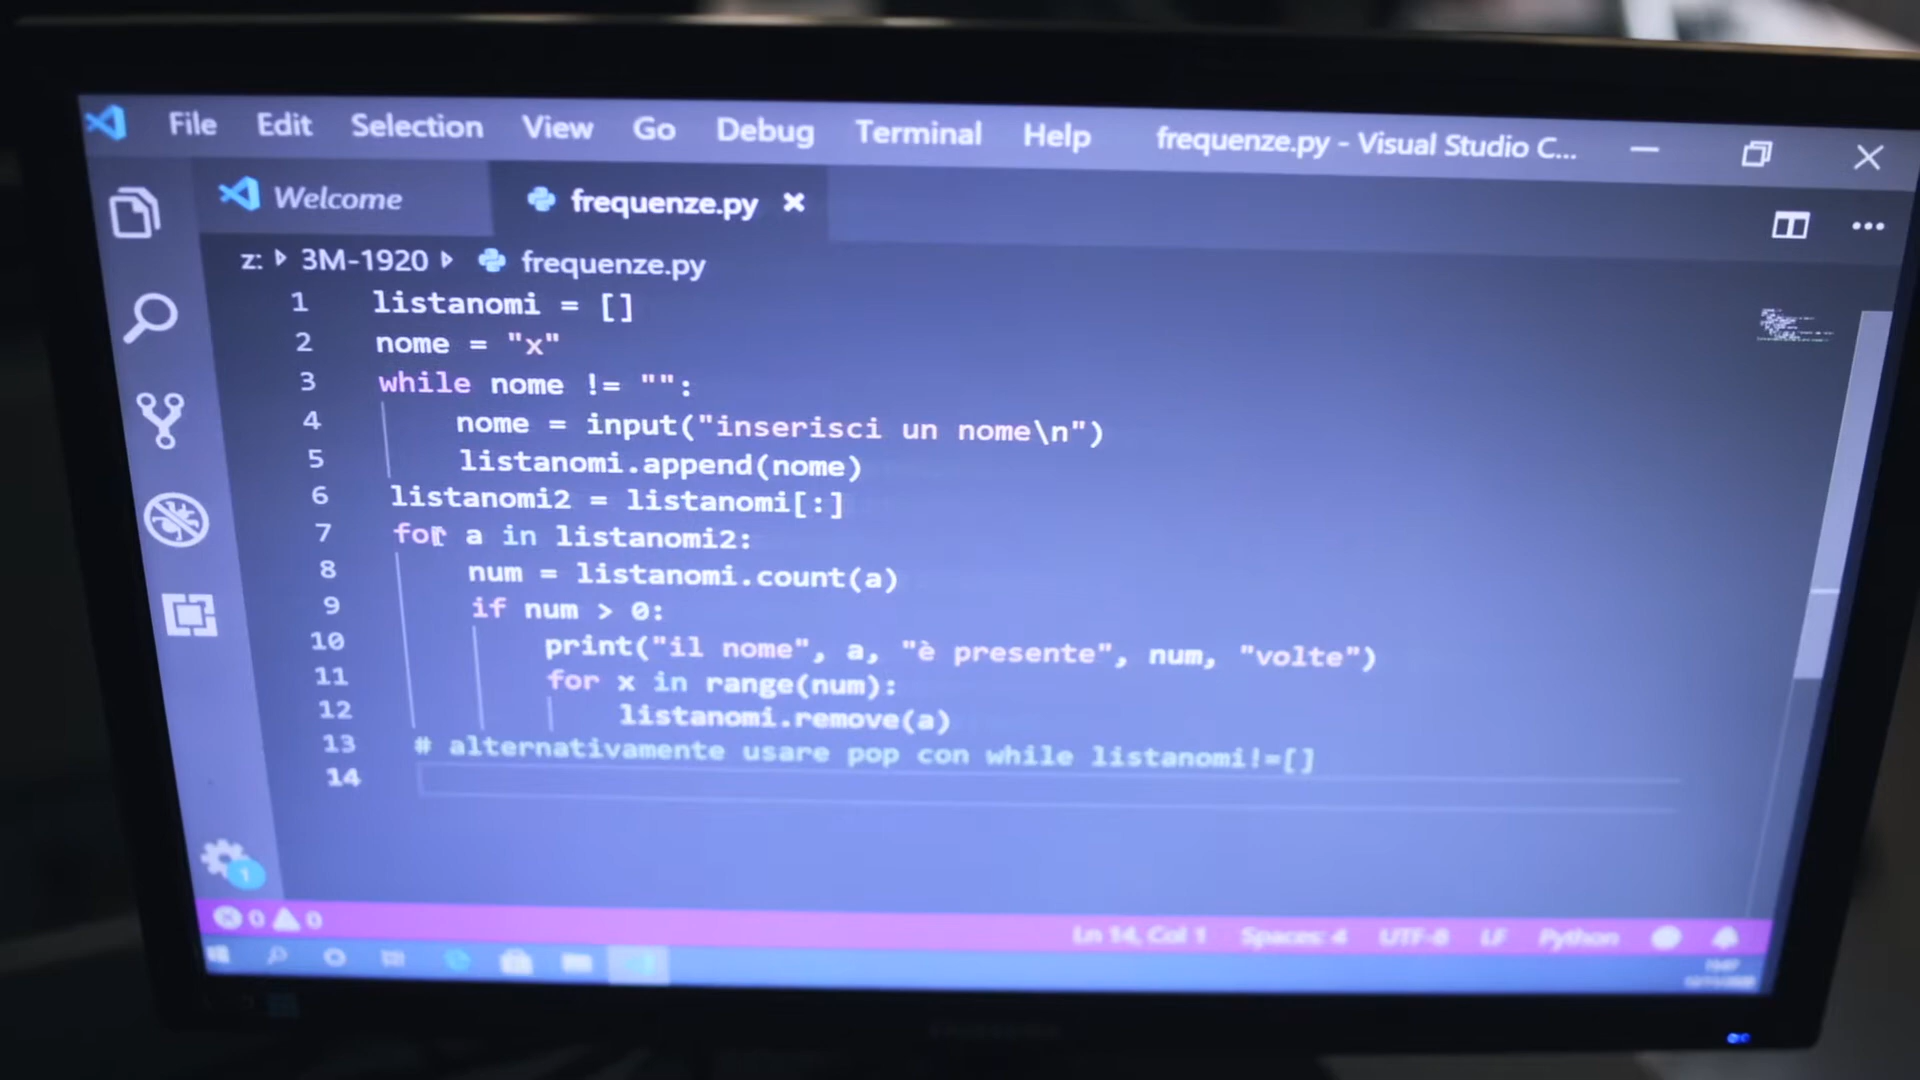 File Edit Selection View Go Debug Terminal Help frequenze.py - Visual Studio C...
Welcome frequenze.py
z: 3M-1920 frequenze.py
1 listanomi = []
2 nome = "x"
3 while nome != "":
4 nome = input("inserisci un nome\n")
5 listanomi.append(nome)
6 listanomi2 = listanomi[:]
7 for a in listanomi2:
8 num = listanomi.count(a)
9 if num > 0:
10 print("il nome", a, "è presente", num, "volte")
11 for x in range(num):
12 listanomi.remove(a)
13 # alternativamente usare pop con while listanomi!=[]
14
1
0 0 Ln 14, Col 1 Spaces: 4 UTF-8 LF Python